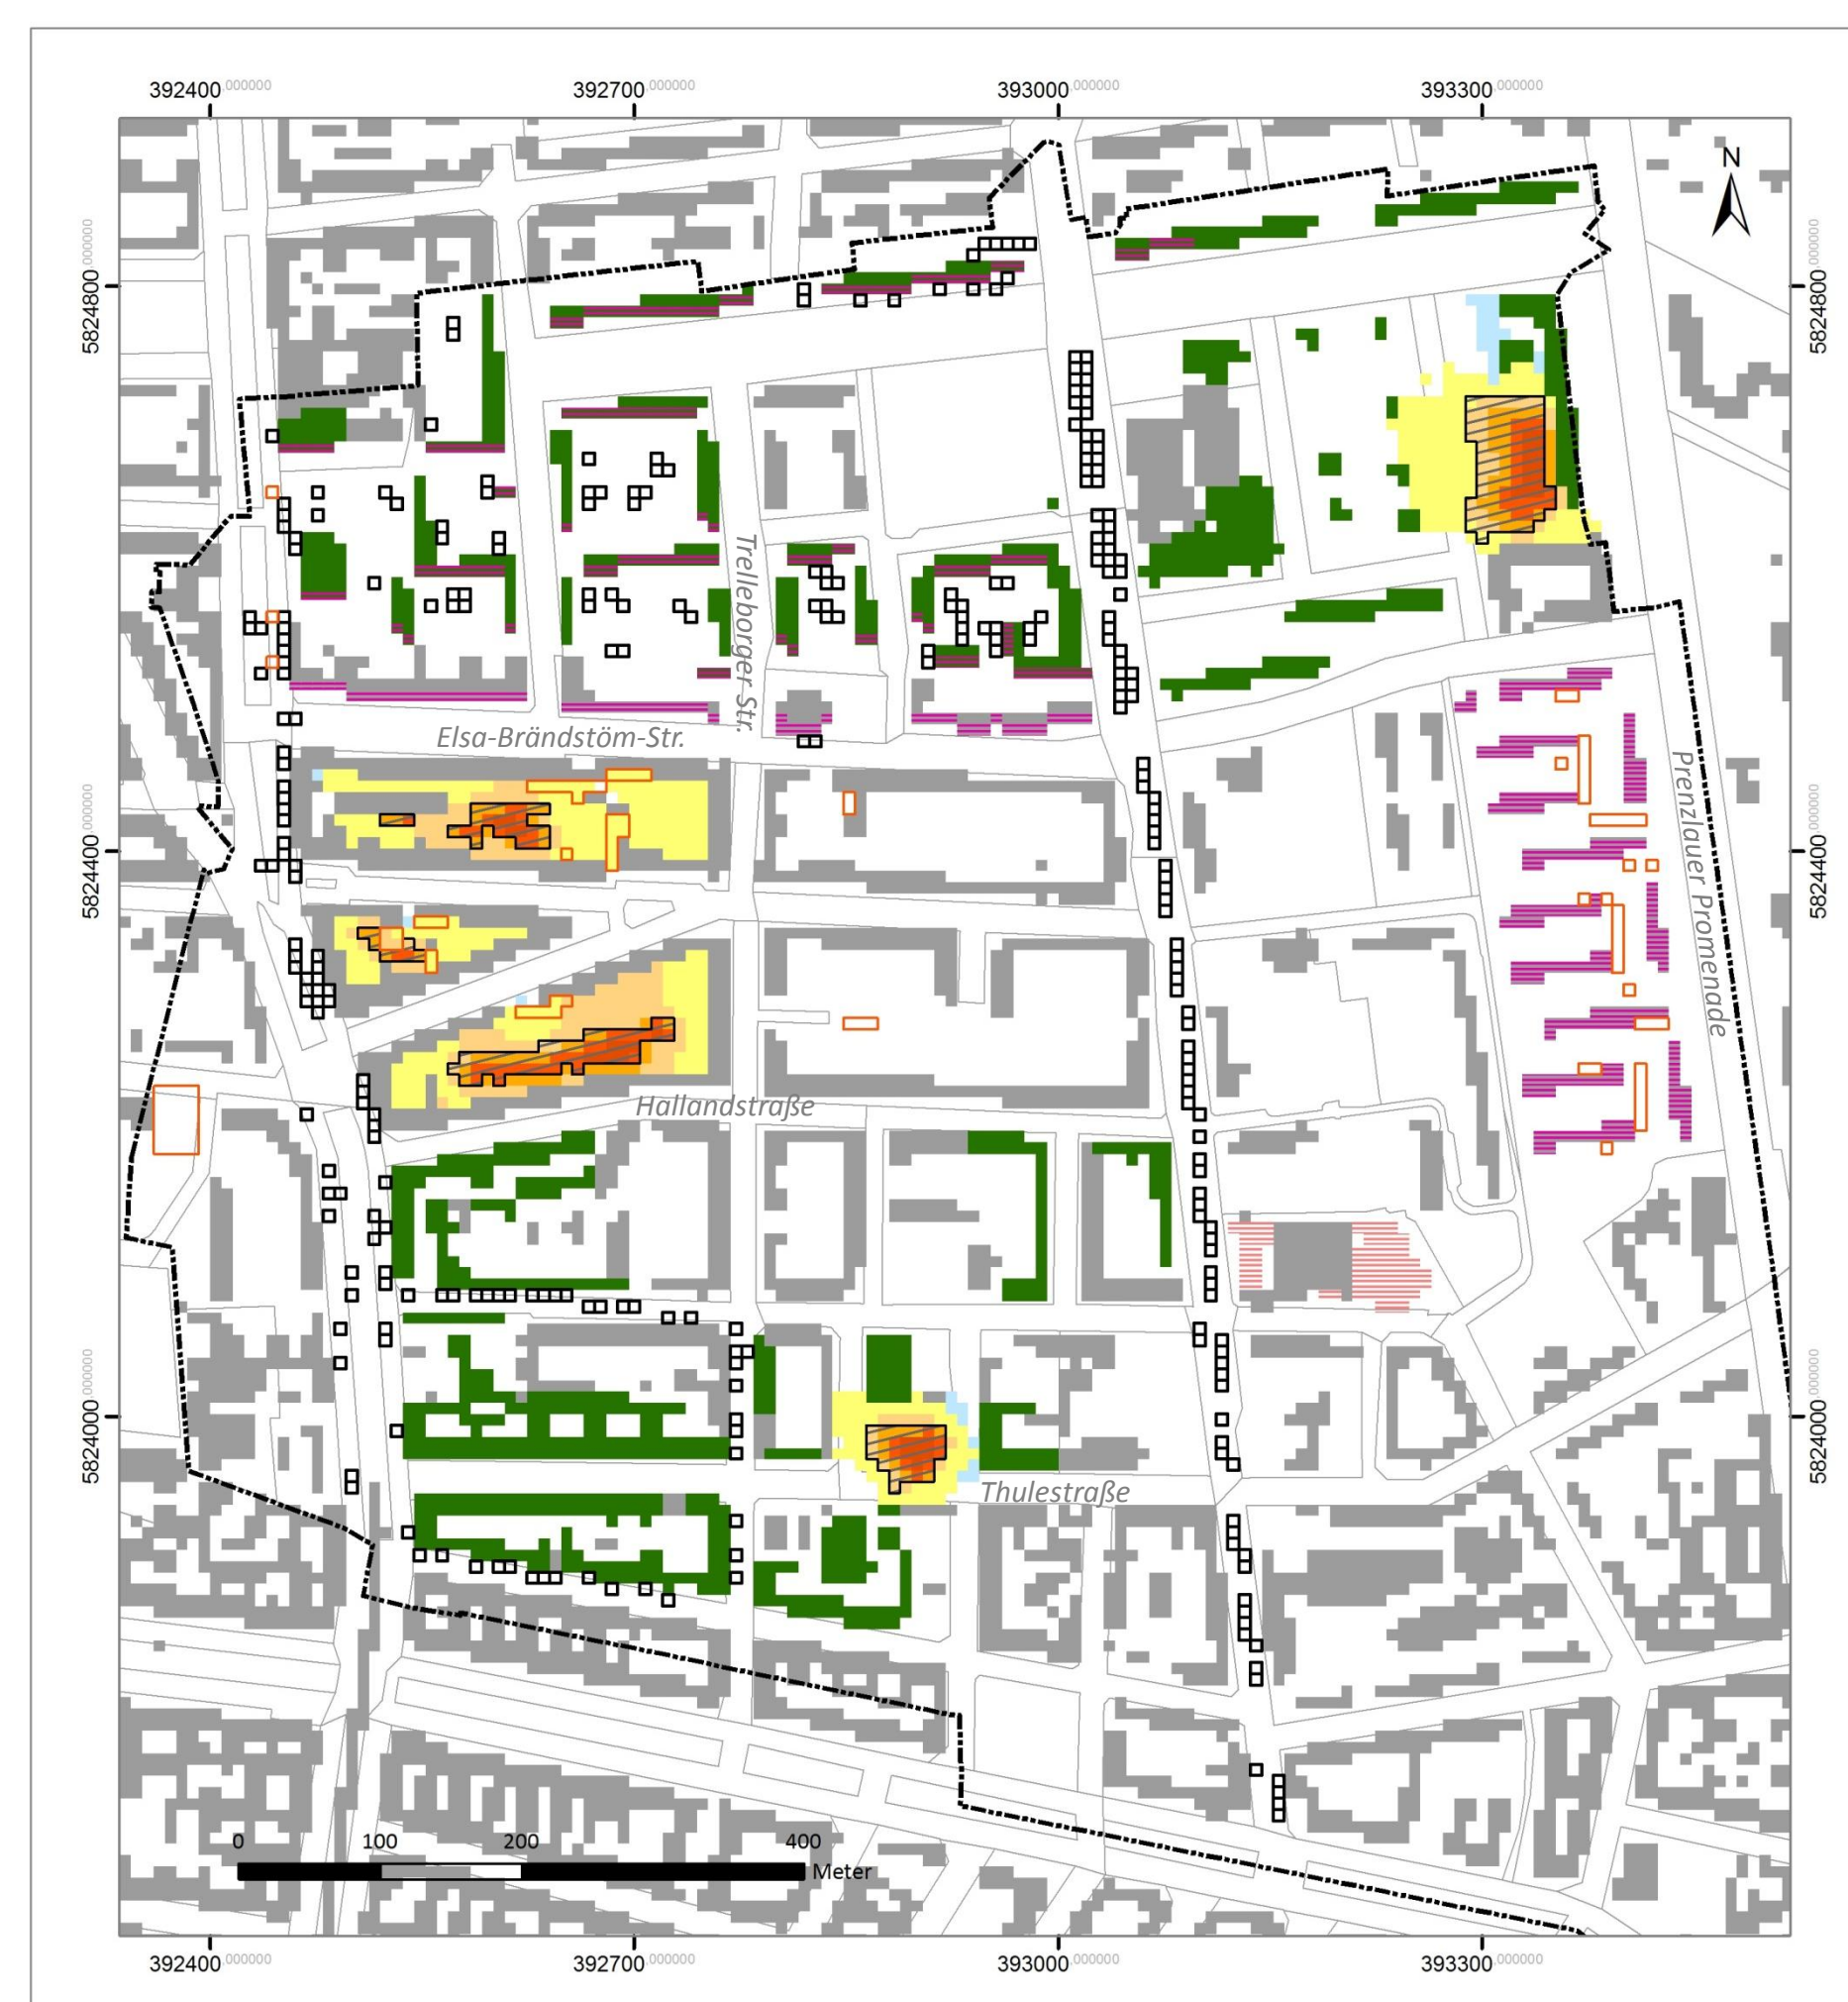 392400.000000 392700.000000 393000.000000 393300.000000
N
5824800.000000 5824800.000000
Trelleborger Str.
Elsa-Brändstöm-Str.
Prenzlauer Promenade
5824400.000000 5824400.000000
Hallandstraße
5824000.000000 5824000.000000
Thulestraße
0 100 200 400
Meter
392400.000000 392700.000000 393000.000000 393300.000000